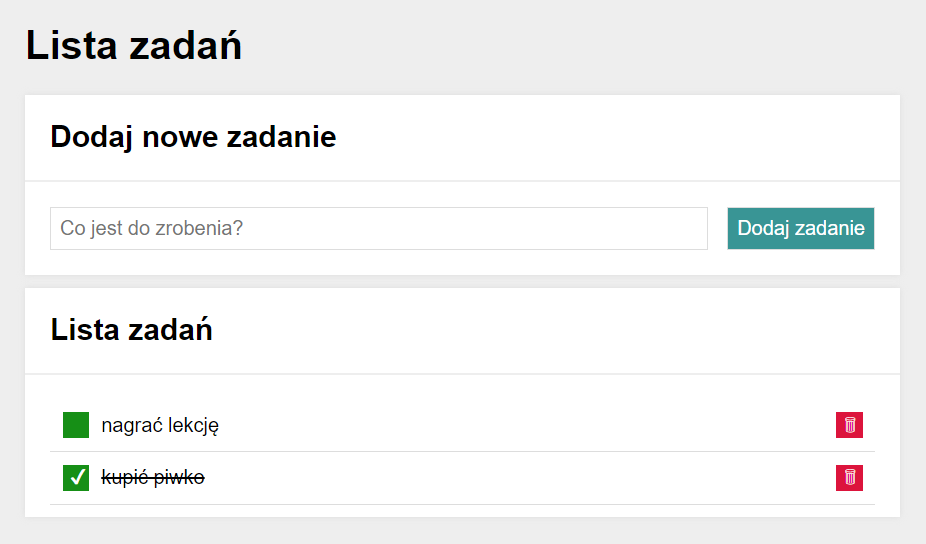 Lista zadań
Dodaj nowe zadanie
Co jest do zrobenia?
Dodaj zadanie
Lista zadań
nagrać lekcję
kupić piwko